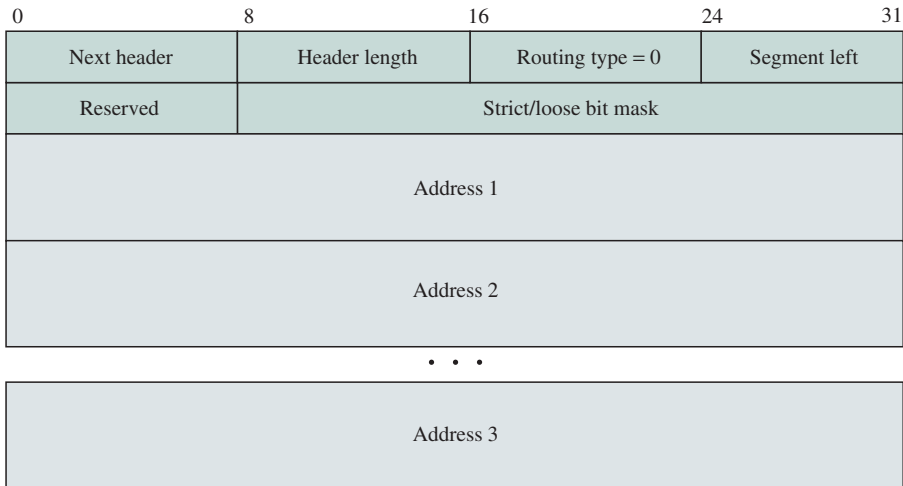 0 8 16 24 31
Next header Header length Routing type = 0 Segment left
Reserved Strict/loose bit mask
Address 1
Address 2
. . .
Address 3